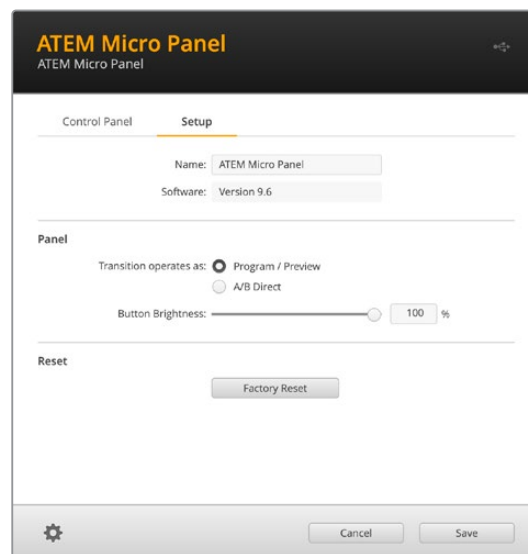 ATEM Micro Panel
ATEM Micro Panel
Control Panel Setup
Name: ATEM Micro Panel
Software: Version 9.6
Panel
Transition operates as: Program / Preview
A/B Direct
Button Brightness: 100 %
Reset
Factory Reset
Cancel Save